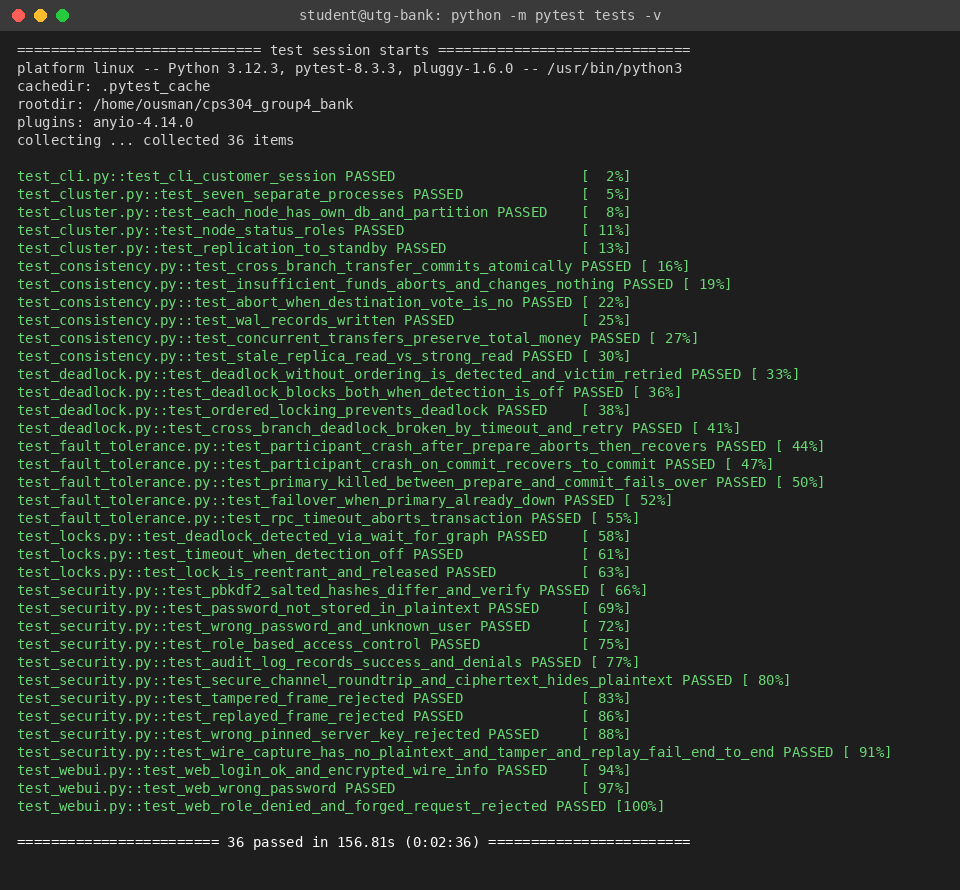 student@utg-bank: python -m pytest tests -v
============================= test session starts ==============================
platform linux -- Python 3.12.3, pytest-8.3.3, pluggy-1.6.0 -- /usr/bin/python3
cachedir: .pytest_cache
rootdir: /home/ousman/cps304_group4_bank
plugins: anyio-4.14.0
collecting ... collected 36 items
test_cli.py::test_cli_customer_session PASSED                      [  2%]
test_cluster.py::test_seven_separate_processes PASSED              [  5%]
test_cluster.py::test_each_node_has_own_db_and_partition PASSED    [  8%]
test_cluster.py::test_node_status_roles PASSED                     [ 11%]
test_cluster.py::test_replication_to_standby PASSED                [ 13%]
test_consistency.py::test_cross_branch_transfer_commits_atomically PASSED [ 16%]
test_consistency.py::test_insufficient_funds_aborts_and_changes_nothing PASSED [ 19%]
test_consistency.py::test_abort_when_destination_vote_is_no PASSED [ 22%]
test_consistency.py::test_wal_records_written PASSED               [ 25%]
test_consistency.py::test_concurrent_transfers_preserve_total_money PASSED [ 27%]
test_consistency.py::test_stale_replica_read_vs_strong_read PASSED [ 30%]
test_deadlock.py::test_deadlock_without_ordering_is_detected_and_victim_retried PASSED [ 33%]
test_deadlock.py::test_deadlock_blocks_both_when_detection_is_off PASSED [ 36%]
test_deadlock.py::test_ordered_locking_prevents_deadlock PASSED    [ 38%]
test_deadlock.py::test_cross_branch_deadlock_broken_by_timeout_and_retry PASSED [ 41%]
test_fault_tolerance.py::test_participant_crash_after_prepare_aborts_then_recovers PASSED [ 44%]
test_fault_tolerance.py::test_participant_crash_on_commit_recovers_to_commit PASSED [ 47%]
test_fault_tolerance.py::test_primary_killed_between_prepare_and_commit_fails_over PASSED [ 50%]
test_fault_tolerance.py::test_failover_when_primary_already_down PASSED [ 52%]
test_fault_tolerance.py::test_rpc_timeout_aborts_transaction PASSED [ 55%]
test_locks.py::test_deadlock_detected_via_wait_for_graph PASSED    [ 58%]
test_locks.py::test_timeout_when_detection_off PASSED              [ 61%]
test_locks.py::test_lock_is_reentrant_and_released PASSED          [ 63%]
test_security.py::test_pbkdf2_salted_hashes_differ_and_verify PASSED [ 66%]
test_security.py::test_password_not_stored_in_plaintext PASSED     [ 69%]
test_security.py::test_wrong_password_and_unknown_user PASSED      [ 72%]
test_security.py::test_role_based_access_control PASSED            [ 75%]
test_security.py::test_audit_log_records_success_and_denials PASSED [ 77%]
test_security.py::test_secure_channel_roundtrip_and_ciphertext_hides_plaintext PASSED [ 80%]
test_security.py::test_tampered_frame_rejected PASSED              [ 83%]
test_security.py::test_replayed_frame_rejected PASSED              [ 86%]
test_security.py::test_wrong_pinned_server_key_rejected PASSED     [ 88%]
test_security.py::test_wire_capture_has_no_plaintext_and_tamper_and_replay_fail_end_to_end PASSED [ 91%]
test_webui.py::test_web_login_ok_and_encrypted_wire_info PASSED    [ 94%]
test_webui.py::test_web_wrong_password PASSED                      [ 97%]
test_webui.py::test_web_role_denied_and_forged_request_rejected PASSED [100%]
======================== 36 passed in 156.81s (0:02:36) ========================